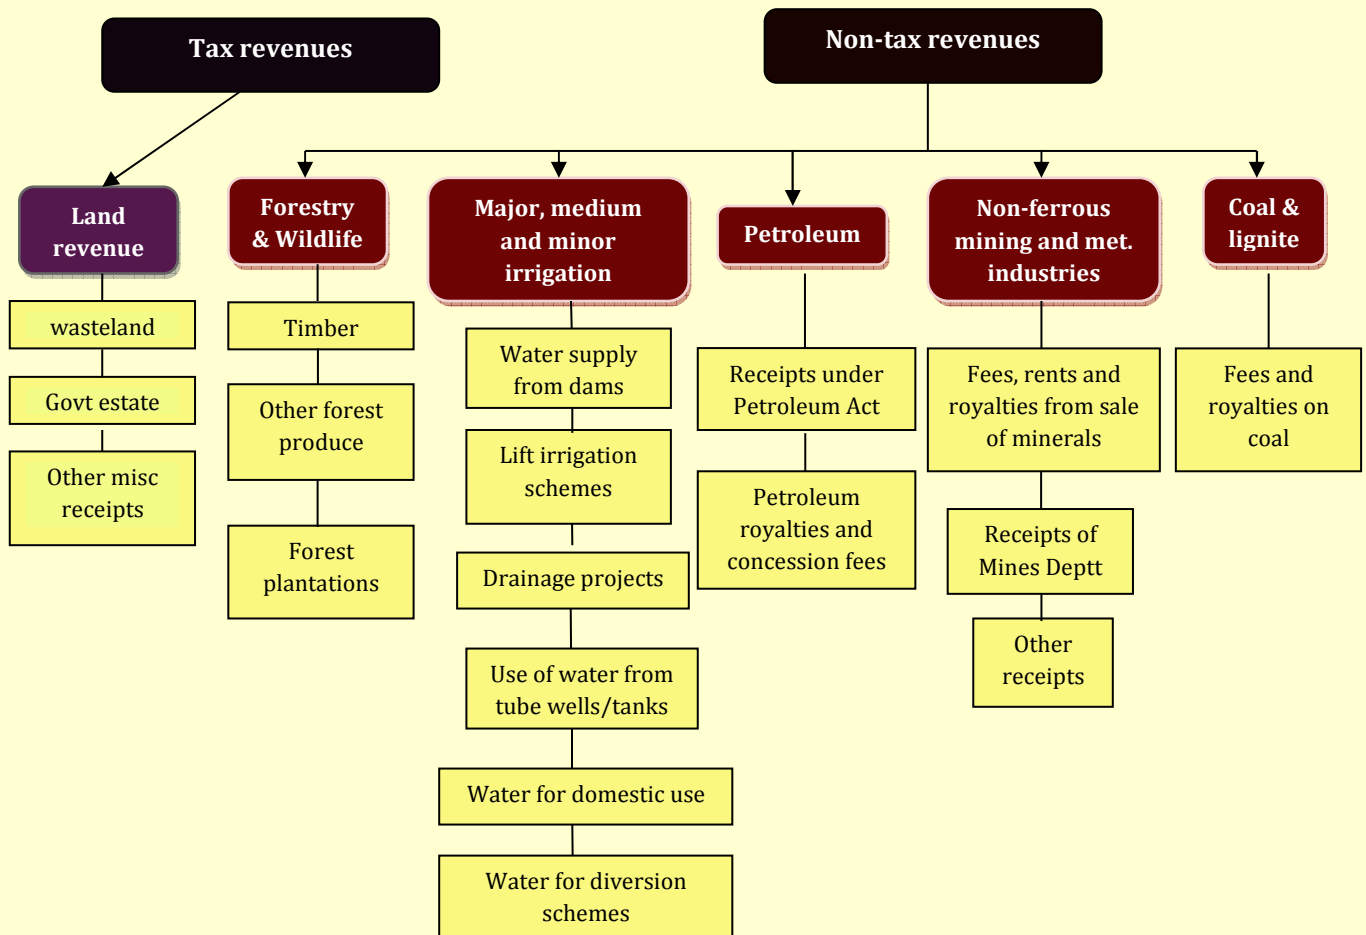 Tax revenues
Non-tax revenues
Land
revenue
wasteland
Govt estate
Other misc
receipts
Forestry
& Wildlife
Timber
Other forest
produce
Forest
plantations
Major, medium
and minor
irrigation
Water supply
from dams
Lift irrigation
schemes
Drainage projects
Use of water from
tube wells/tanks
Water for domestic use
Water for diversion
schemes
Petroleum
Receipts under
Petroleum Act
Petroleum
royalties and
concession fees
Non-ferrous
mining and met.
industries
Fees, rents and
royalties from sale
of minerals
Receipts of
Mines Deptt
Other
receipts
Coal &
lignite
Fees and
royalties on
coal